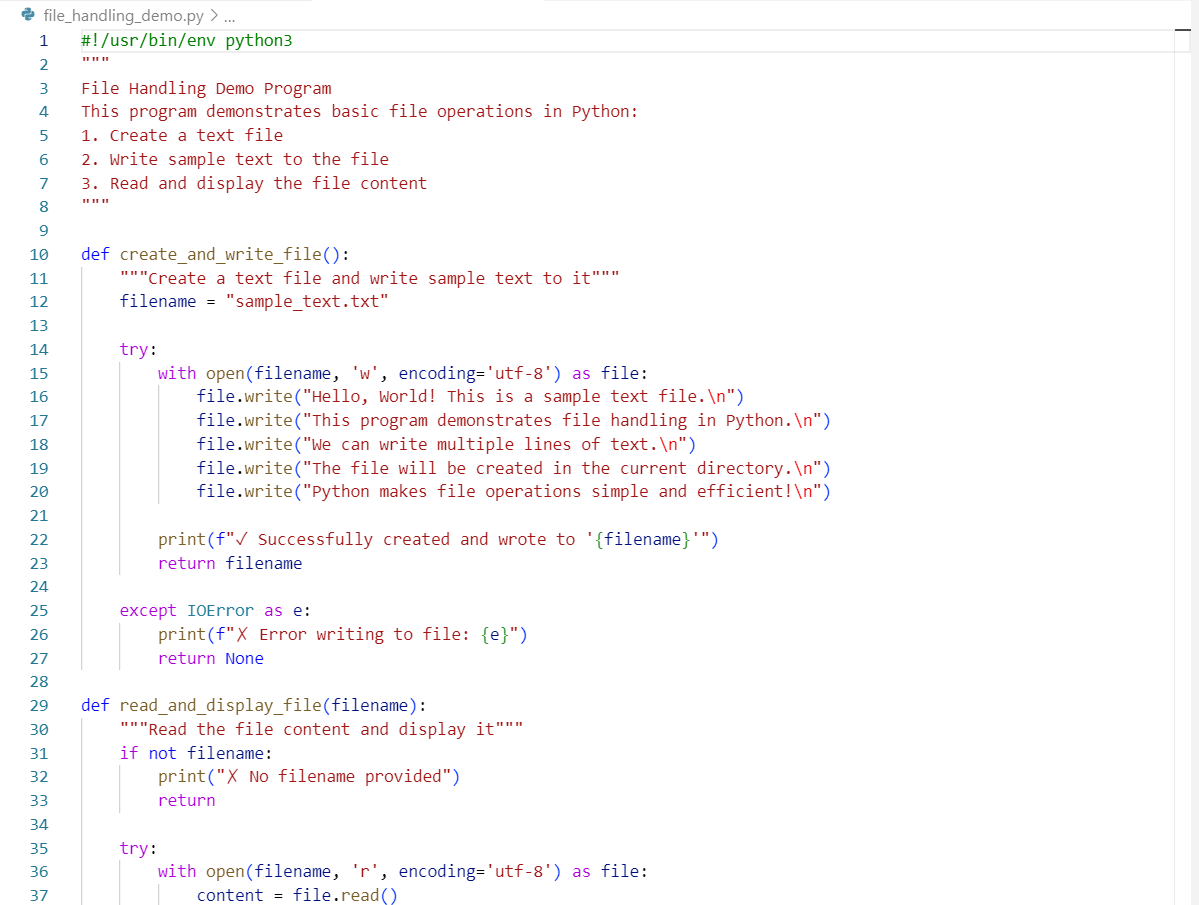 file_handling_demo.py > ...
1 #!/usr/bin/env python3
2 """
3 File Handling Demo Program
4 This program demonstrates basic file operations in Python:
5 1. Create a text file
6 2. Write sample text to the file
7 3. Read and display the file content
8 """
9
10 def create_and_write_file():
11     """Create a text file and write sample text to it"""
12     filename = "sample_text.txt"
13
14     try:
15         with open(filename, 'w', encoding='utf-8') as file:
16             file.write("Hello, World! This is a sample text file.\n")
17             file.write("This program demonstrates file handling in Python.\n")
18             file.write("We can write multiple lines of text.\n")
19             file.write("The file will be created in the current directory.\n")
20             file.write("Python makes file operations simple and efficient!\n")
21
22         print(f"✓ Successfully created and wrote to '{filename}'")
23         return filename
24
25     except IOError as e:
26         print(f"✗ Error writing to file: {e}")
27         return None
28
29 def read_and_display_file(filename):
30     """Read the file content and display it"""
31     if not filename:
32         print("✗ No filename provided")
33         return
34
35     try:
36         with open(filename, 'r', encoding='utf-8') as file:
37             content = file.read()